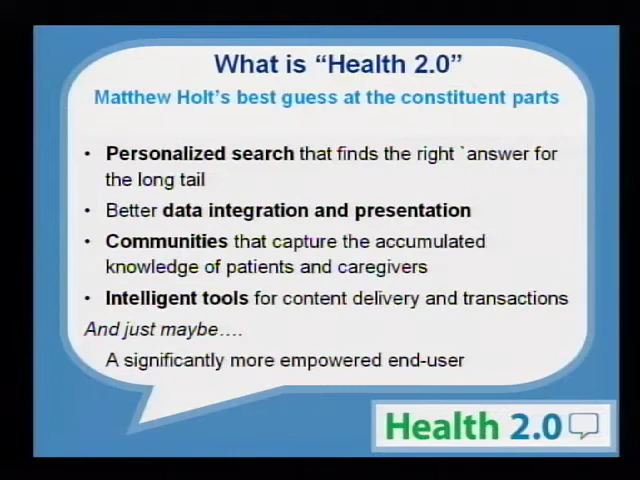 What is “Health 2.0”
Matthew Holt's best guess at the constituent parts
• Personalized search that finds the right `answer for
the long tail
• Better data integration and presentation
• Communities that capture the accumulated
knowledge of patients and caregivers
• Intelligent tools for content delivery and transactions
And just maybe….
A significantly more empowered end-user
Health 2.0